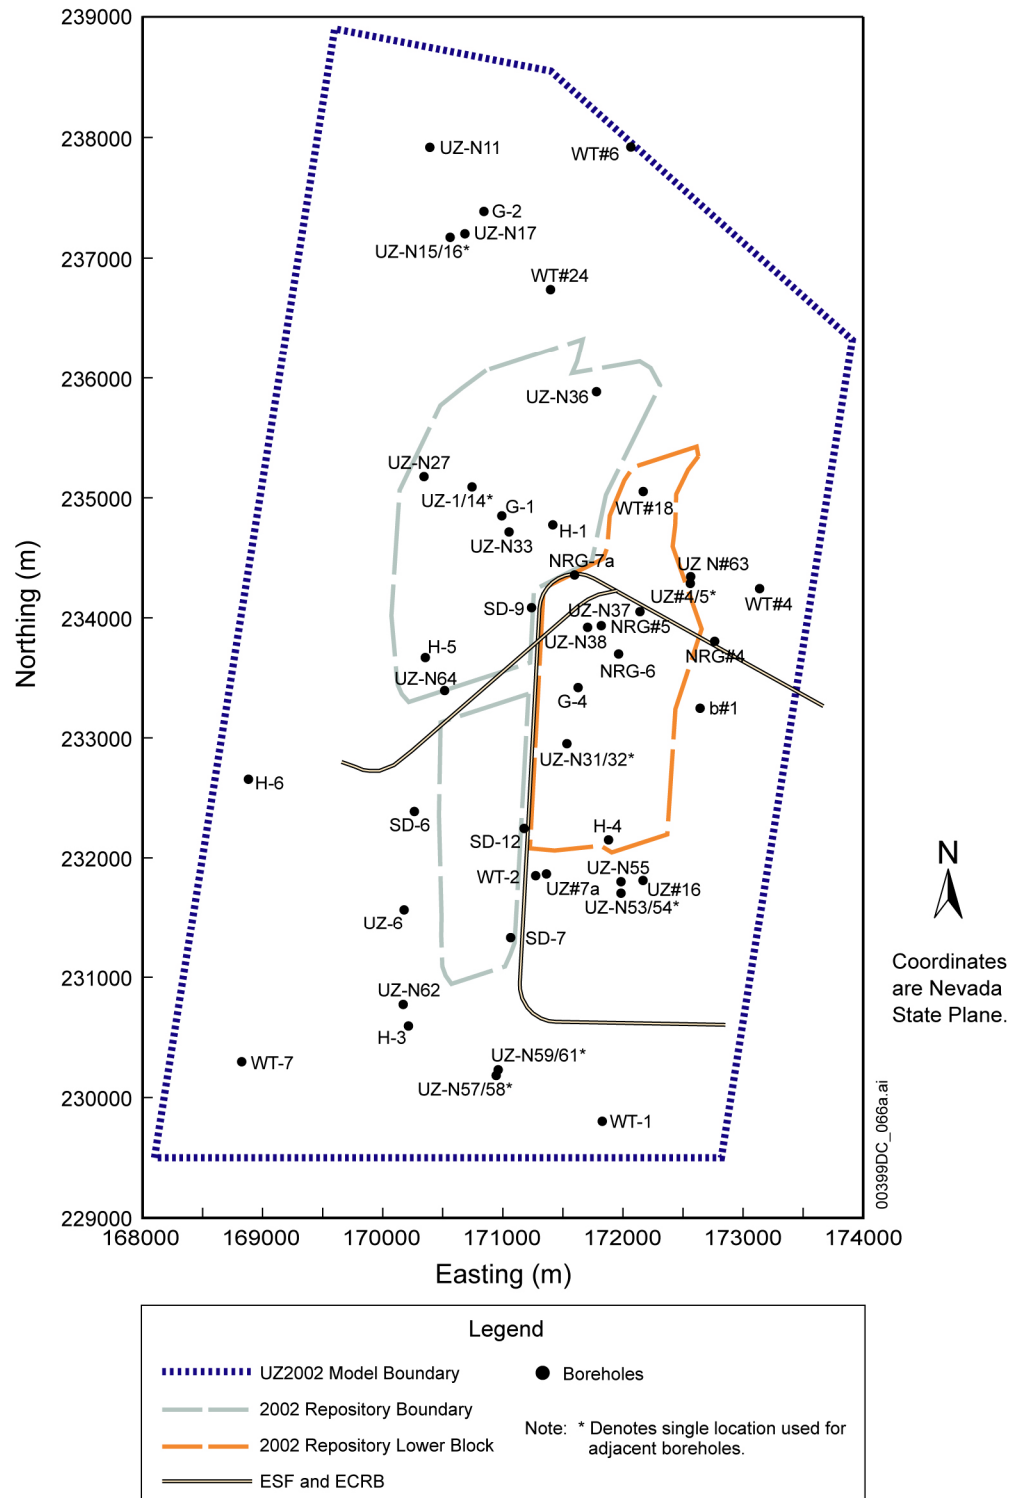 239000
238000
237000
236000
235000
234000
233000
232000
231000
230000
229000
Northing (m)
UZ-N11
WT#6
G-2
UZ-N17
UZ-N15/16*
WT#24
UZ-N36
UZ-N27
UZ-1/14*
WT#18
G-1
H-1
UZ-N33
NRG-7a
UZ N#63
UZ#4/5*
WT#4
SD-9
UZ-N37
NRG#5
UZ-N38
NRG#4
H-5
NRG-6
UZ-N64
G-4
b#1
UZ-N31/32*
H-6
SD-6
H-4
SD-12
UZ-N55
WT-2
UZ#7a
UZ#16
UZ-N53/54*
UZ-6
SD-7
UZ-N62
H-3
UZ-N59/61*
WT-7
UZ-N57/58*
WT-1
N
Coordinates
are Nevada
State Plane.
00399DC_066a.ai
168000 169000 170000 171000 172000 173000 174000
Easting (m)
Legend
UZ2002 Model Boundary
Boreholes
2002 Repository Boundary
Note: * Denotes single location used for
adjacent boreholes.
2002 Repository Lower Block
ESF and ECRB